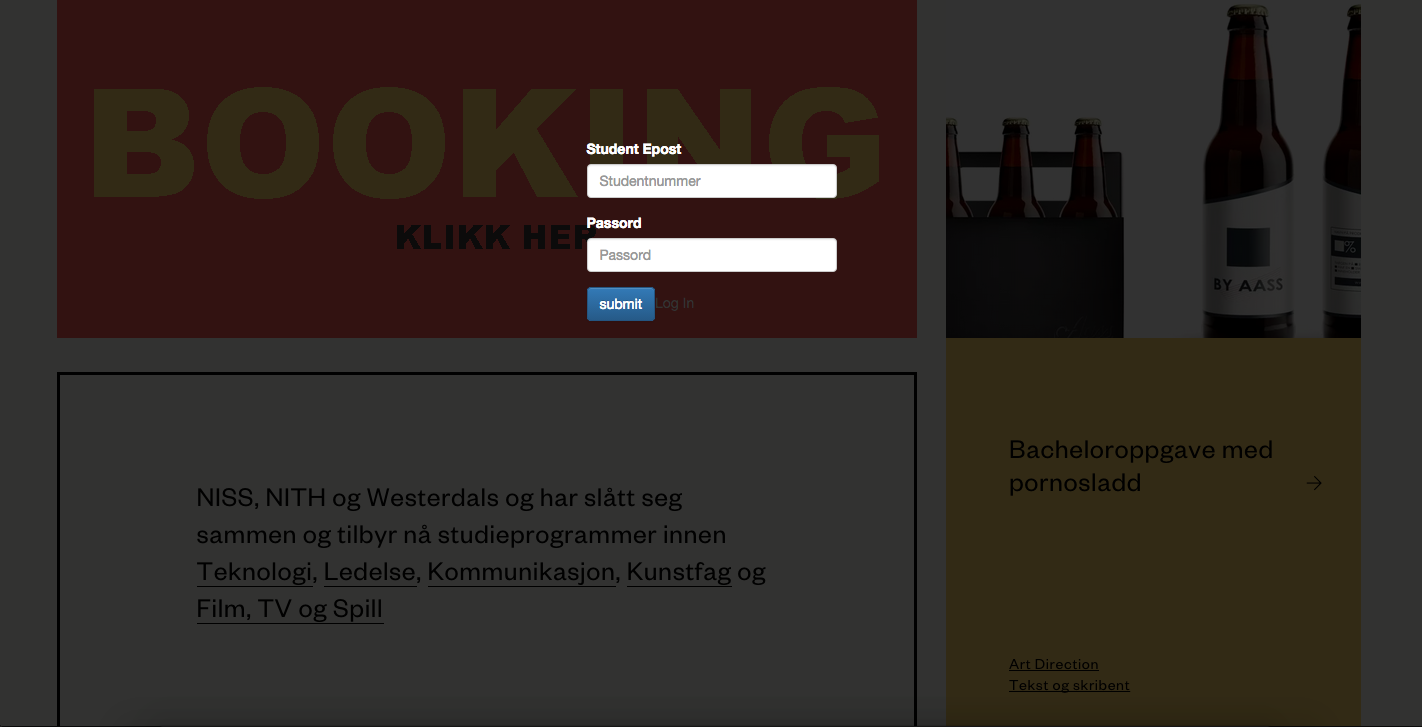 BOOKING
KLIKK HER
Student Epost
Studentnummer
Passord
Passord
submit
Log In
BY AASS
%
NISS, NITH og Westerdals og har slått seg
sammen og tilbyr nå studieprogrammer innen
Teknologi, Ledelse, Kommunikasjon, Kunstfag og
Film, TV og Spill
Bacheloroppgave med
pornosladd
→
Art Direction
Tekst og skribent